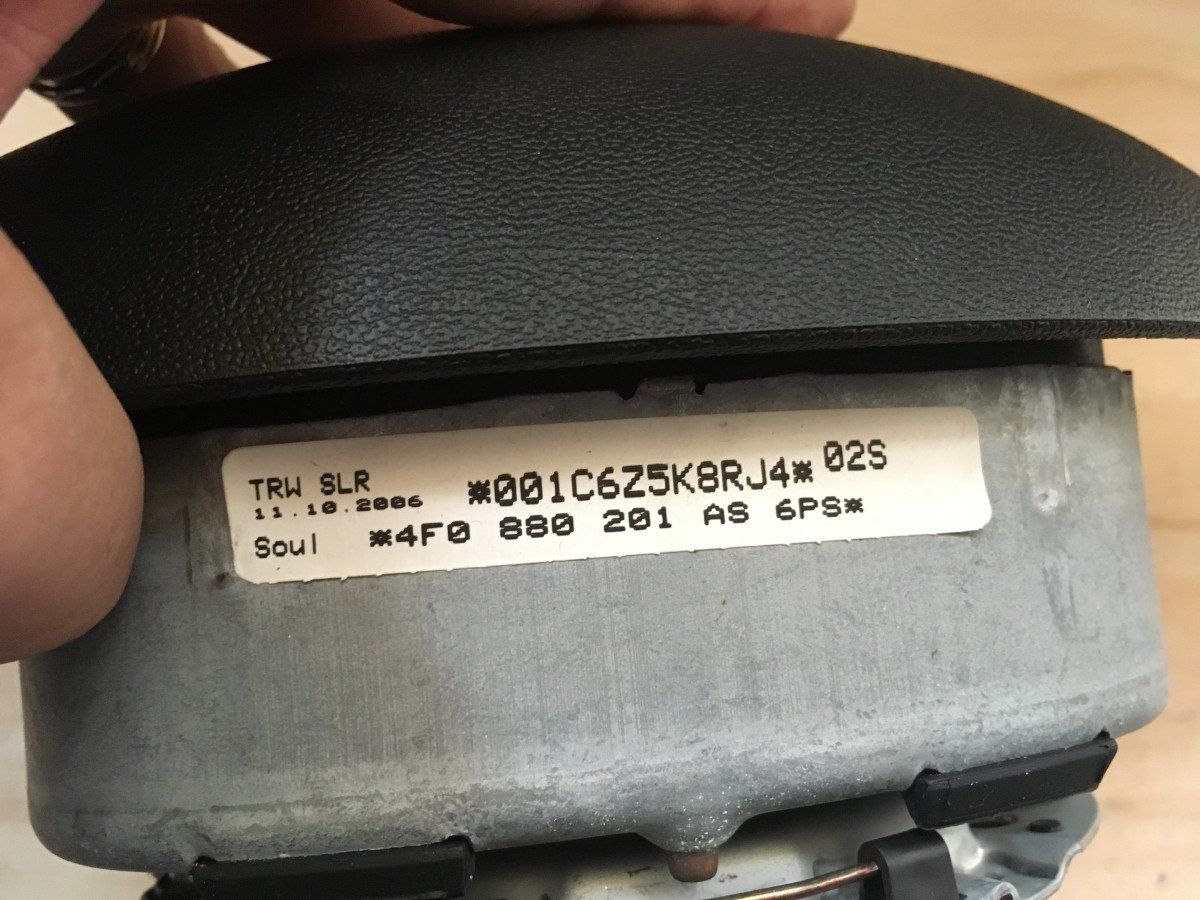 TRW SLR *001C6Z5K8RJ4* 02S
11.10.2006
Soul *4F0 880 201 AS 6PS*